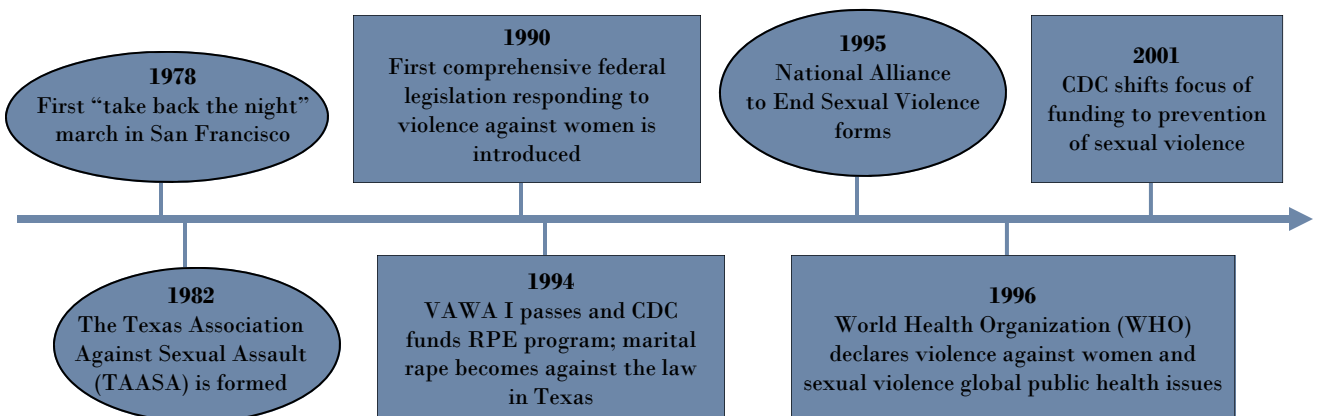 1978
First “take back the night”
march in San Francisco
1990
First comprehensive federal
legislation responding to
violence against women is
introduced
1995
National Alliance
to End Sexual Violence
forms
2001
CDC shifts focus of
funding to prevention
of sexual violence
1982
The Texas Association
Against Sexual Assault
(TAASA) is formed
1994
VAWA I passes and CDC
funds RPE program; marital
rape becomes against the law
in Texas
1996
World Health Organization (WHO)
declares violence against women and
sexual violence global public health issues